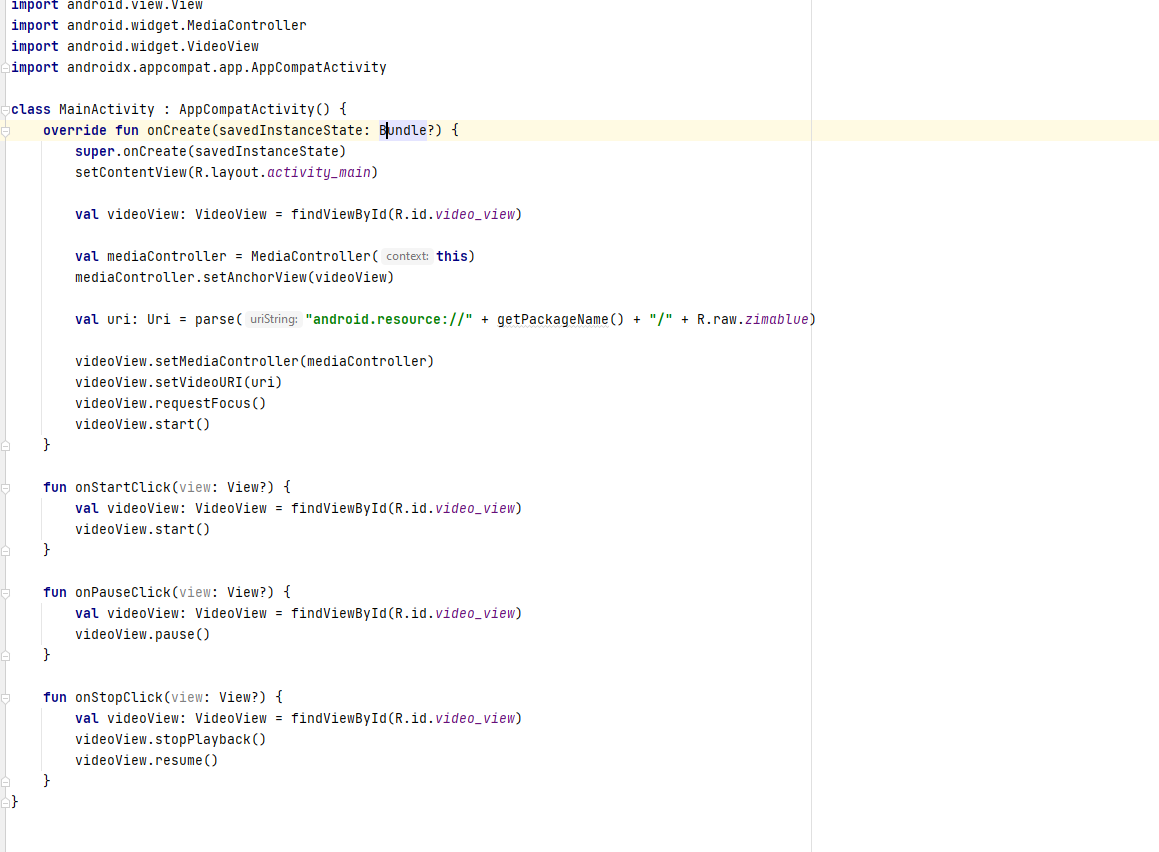 import android.view.View
import android.widget.MediaController
import android.widget.VideoView
import androidx.appcompat.app.AppCompatActivity
class MainActivity : AppCompatActivity() {
override fun onCreate(savedInstanceState: Bundle?) {
super.onCreate(savedInstanceState)
setContentView(R.layout.activity_main)
val videoView: VideoView = findViewById(R.id.video_view)
val mediaController = MediaController( context: this)
mediaController.setAnchorView(videoView)
val uri: Uri = parse( uriString: "android.resource://" + getPackageName() + "/" + R.raw.zimablue)
videoView.setMediaController(mediaController)
videoView.setVideoURI(uri)
videoView.requestFocus()
videoView.start()
}
fun onStartClick(view: View?) {
val videoView: VideoView = findViewById(R.id.video_view)
videoView.start()
}
fun onPauseClick(view: View?) {
val videoView: VideoView = findViewById(R.id.video_view)
videoView.pause()
}
fun onStopClick(view: View?) {
val videoView: VideoView = findViewById(R.id.video_view)
videoView.stopPlayback()
videoView.resume()
}
}